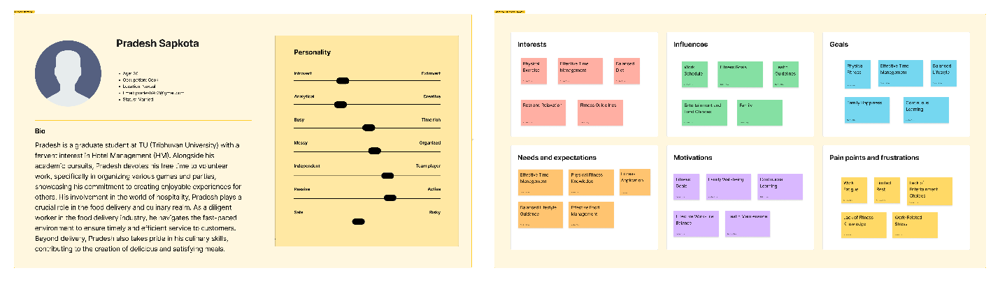 Pradesh Sapkota
Age: 26
Occupation: Cook
Location: Naxsal
Status: Married
Bio
Pradesh is a graduate student at TU (Tribhuvan University) with a
fervent interest in Hotel Management (HM). Alongside his
academic pursuits, Pradesh devotes his free time to volunteer
work, specifically in organizing various games and parties,
showcasing his commitment to creating enjoyable experiences for
others. His involvement in the world of hospitality, Pradesh plays a
crucial role in the food delivery and culinary realm. As a diligent
worker in the food delivery industry, he navigates the fast-paced
environment to ensure timely and efficient service to customers.
Beyond delivery, Pradesh also takes pride in his culinary skills,
contributing to the creation of delicious and satisfying meals.
Personality
Introvert Extrovert
Analytical Creative
Busy Time rich
Messy Organized
Independent Team player
Passive Active
Safe Risky
Interests
Physical
Exercise
Effective Time
Management
Balanced
Diet
Rest and Relaxation
Fitness Guidelines
Influences
Work
Schedule
Fitness Goals
Health
Guidelines
Entertainment and
Food Choices
Family
Goals
Physical
Fitness
Effective Time
Management
Balanced
Lifestyle
Family Happiness
Continuous
Learning
Needs and expectations
Effective Time
Management
Physical Fitness
Knowledge
Fitness
Application
Balanced Lifestyle
Guidance
Effective Food
Management
Motivations
Fitness
Goals
Family Well-being
Continuous
Learning
Effective Work-Life
Balance
Health Maintenance
Pain points and frustrations
Work
Fatigue
Limited
Rest
Lack of
Entertainment
Choices
Lack of Fitness
Knowledge
Work-Related
Stress